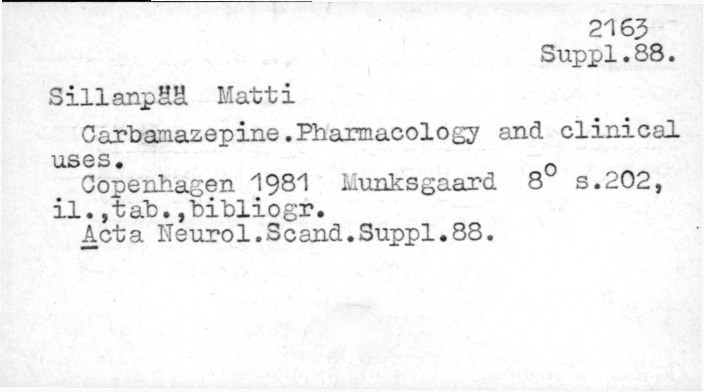 2163
Suppl.88.
Sillanpää Matti
Carbamazepine.Pharmacology and clinical
uses.
Copenhagen 1981 Munksgaard 8° s.202,
il.,tab.,bibliogr.
Acta Neurol.Scand.Suppl.88.